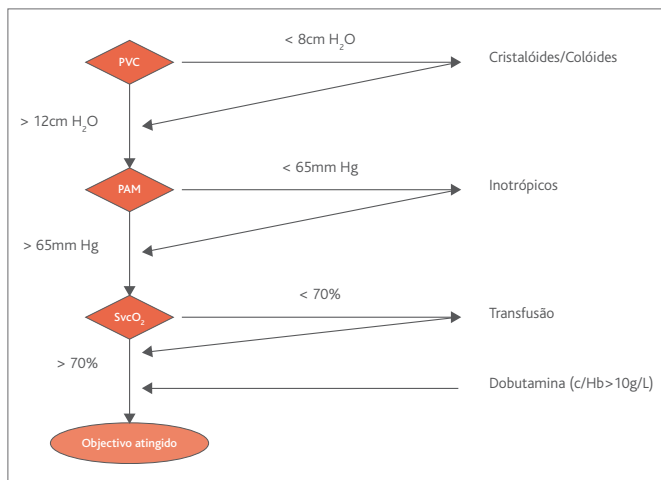 < 8cm H₂O
PVC
Cristalóides/Colóides
> 12cm H₂O
< 65mm Hg
PAM
Inotrópicos
> 65mm Hg
< 70%
SvcO₂
Transfusão
> 70%
Dobutamina (c/Hb>10g/L)
Objectivo atingido